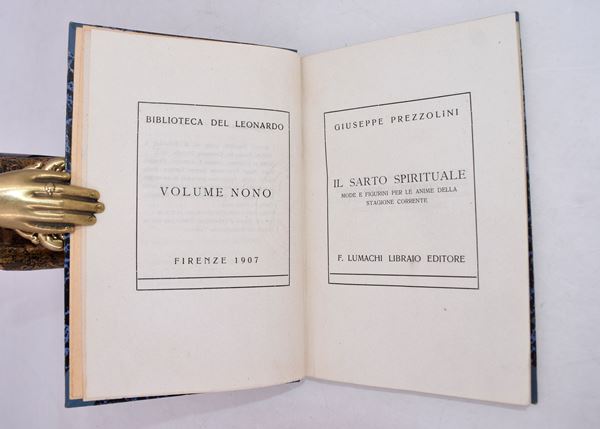 BIBLIOTECA DEL LEONARDO
VOLUME NONO
FIRENZE 1907
GIUSEPPE PREZZOLINI
IL SARTO SPIRITUALE
MODE E FIGURINI PER LE ANIME DELLA
STAGIONE CORRENTE
F. LUMACHI LIBRAIO EDITORE